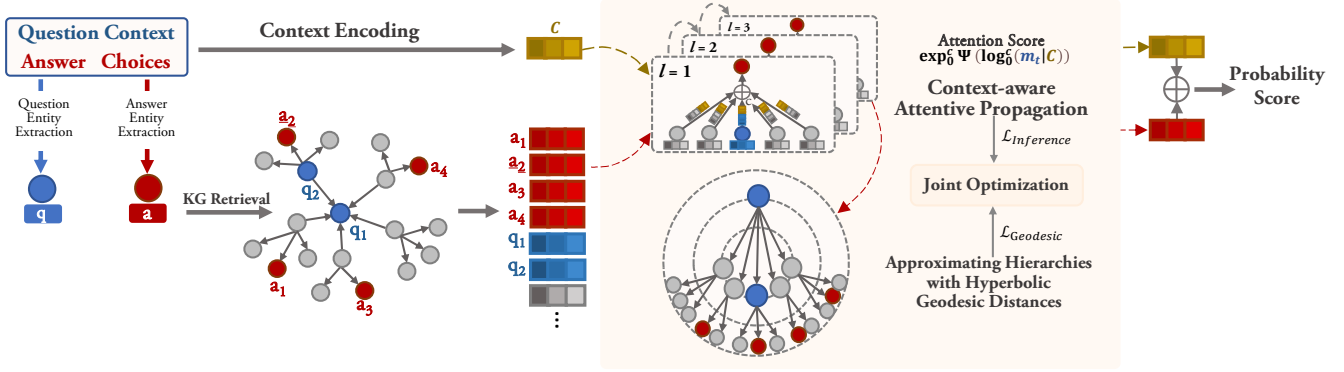 Question Context
Answer Choices
Context Encoding
Question
Entity
Extraction
Answer
Entity
Extraction
q
a
KG Retrieval
a2
q2
a4
q1
a1
a3
C
a1
a2
a3
a4
q1
q2
⋮
l = 3
l = 2
l = 1
C
Attention Score
exp₀ᶜ Ψ (log₀ᶜ(mₜ|C))
Context-aware
Attentive Propagation
ℒInference
Joint Optimization
ℒGeodesic
Approximating Hierarchies
with Hyperbolic
Geodesic Distances
Probability
Score